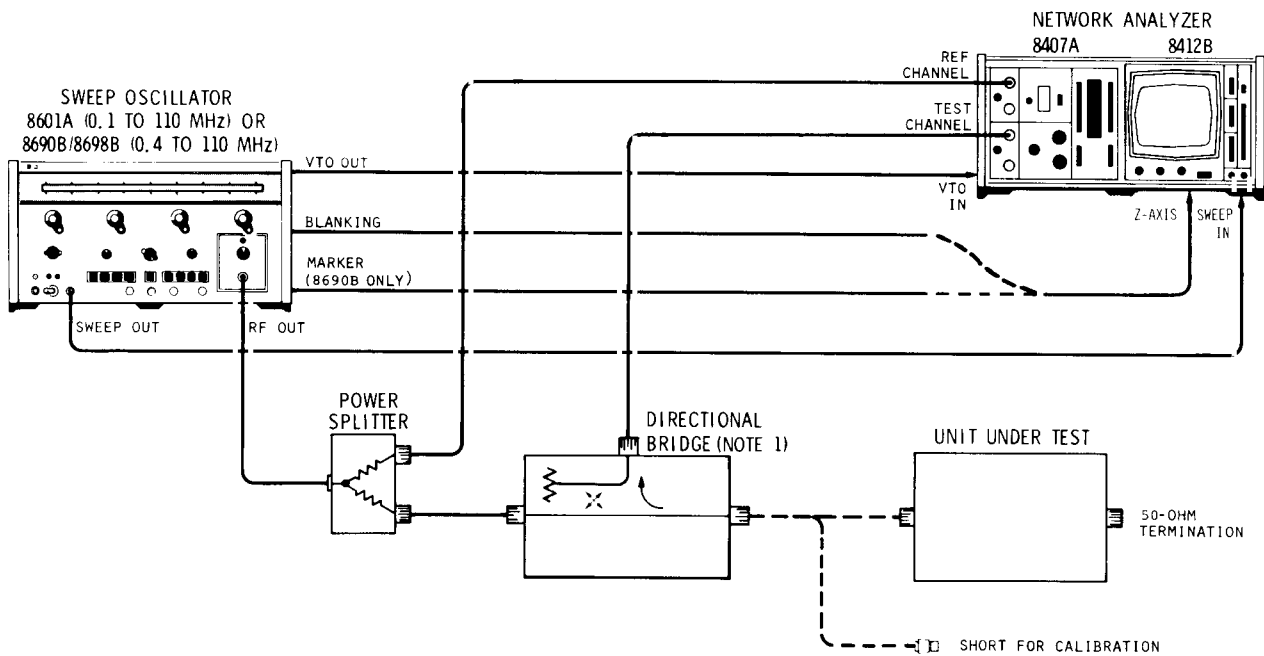 NETWORK ANALYZER
8407A 8412B
REF
CHANNEL
TEST
CHANNEL
SWEEP OSCILLATOR
8601A (0.1 TO 110 MHz) OR
8690B/8698B (0.4 TO 110 MHz)
VTO OUT
VTO
IN
BLANKING
Z-AXIS
SWEEP
IN
MARKER
(8690B ONLY)
SWEEP OUT
RF OUT
POWER
SPLITTER
DIRECTIONAL
BRIDGE (NOTE 1)
UNIT UNDER TEST
50-OHM
TERMINATION
SHORT FOR CALIBRATION